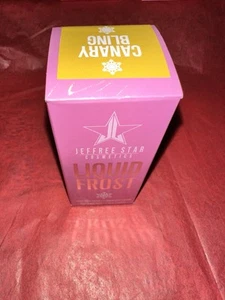 CANARY
BLING
JEFFREE STAR
COSMETICS
LIQUID
FROST